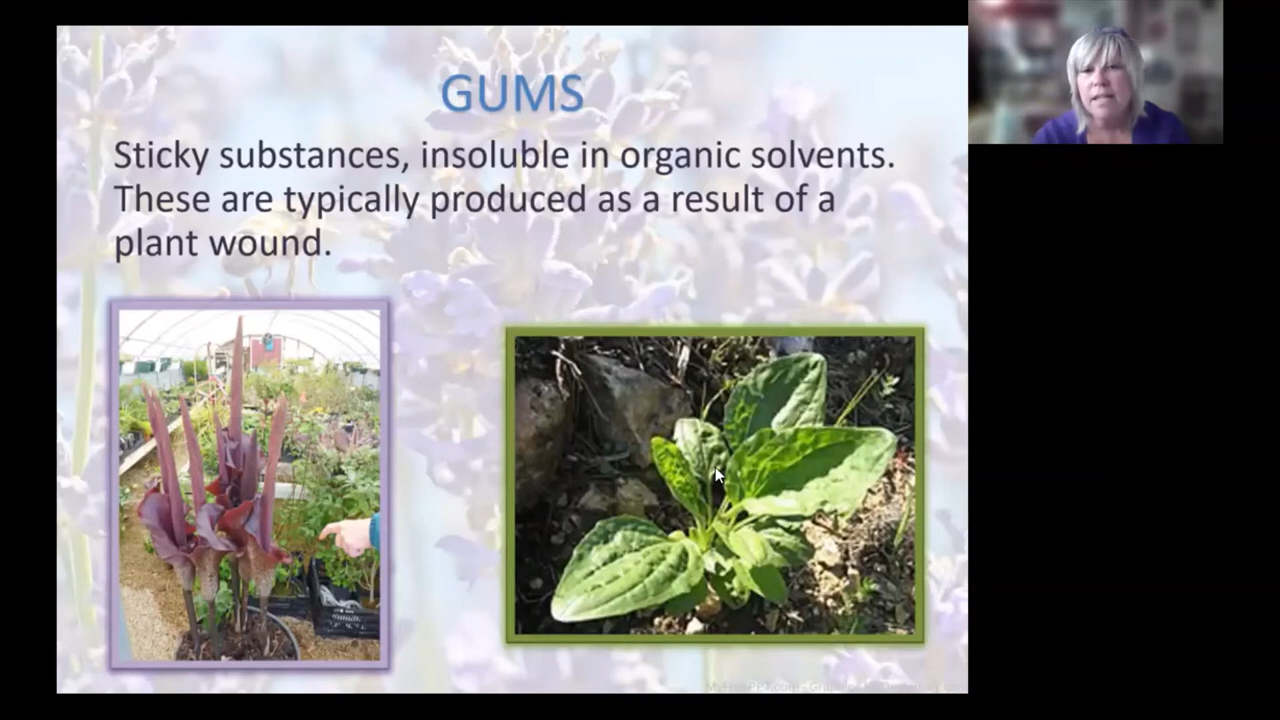 GUMS
Sticky substances, insoluble in organic solvents.
These are typically produced as a result of a
plant wound.